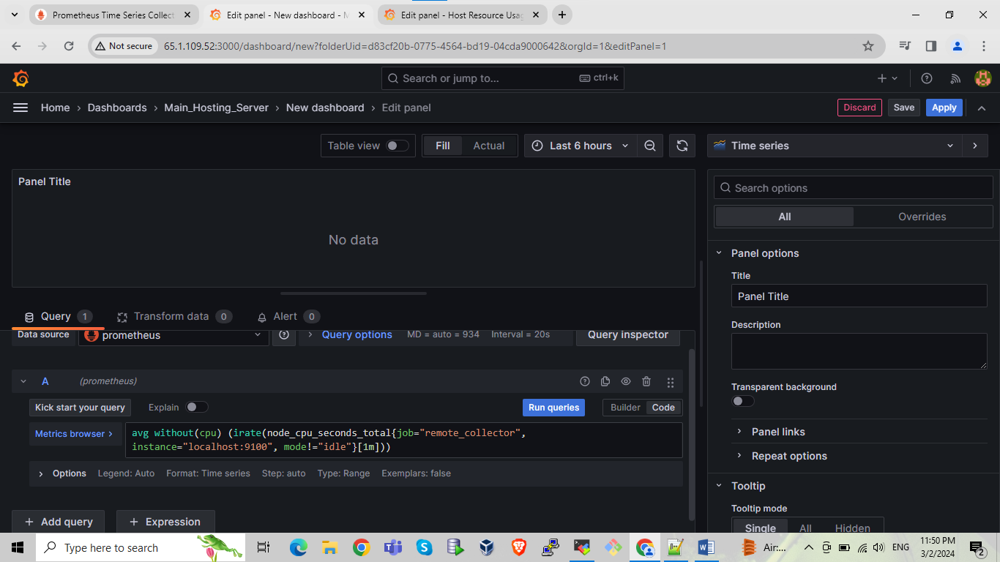 Prometheus Time Series Collect
Edit panel - New dashboard - M
Edit panel - Host Resource Usag
Not secure
65.1.109.52:3000/dashboard/new?folderUid=d83cf20b-0775-4564-bd19-04cda9000642&orgId=1&editPanel=1
Search or jump to...
ctrl+k
Home › Dashboards › Main_Hosting_Server › New dashboard › Edit panel
Discard
Save
Apply
Table view
Fill
Actual
Last 6 hours
Time series
Panel Title
No data
Search options
All
Overrides
Panel options
Title
Panel Title
Description
Transparent background
Panel links
Repeat options
Tooltip
Tooltip mode
Single
All
Hidden
Query 1
Transform data 0
Alert 0
Data source
prometheus
Query options
MD = auto = 934
Interval = 20s
Query inspector
A
(prometheus)
Kick start your query
Explain
Run queries
Builder
Code
Metrics browser ›
avg without(cpu) (irate(node_cpu_seconds_total{job="remote_collector",
instance="localhost:9100", mode!="idle"}[1m]))
Options
Legend: Auto
Format: Time series
Step: auto
Type: Range
Exemplars: false
+ Add query
+ Expression
Type here to search
Air:...
ENG
11:50 PM
3/2/2024
2